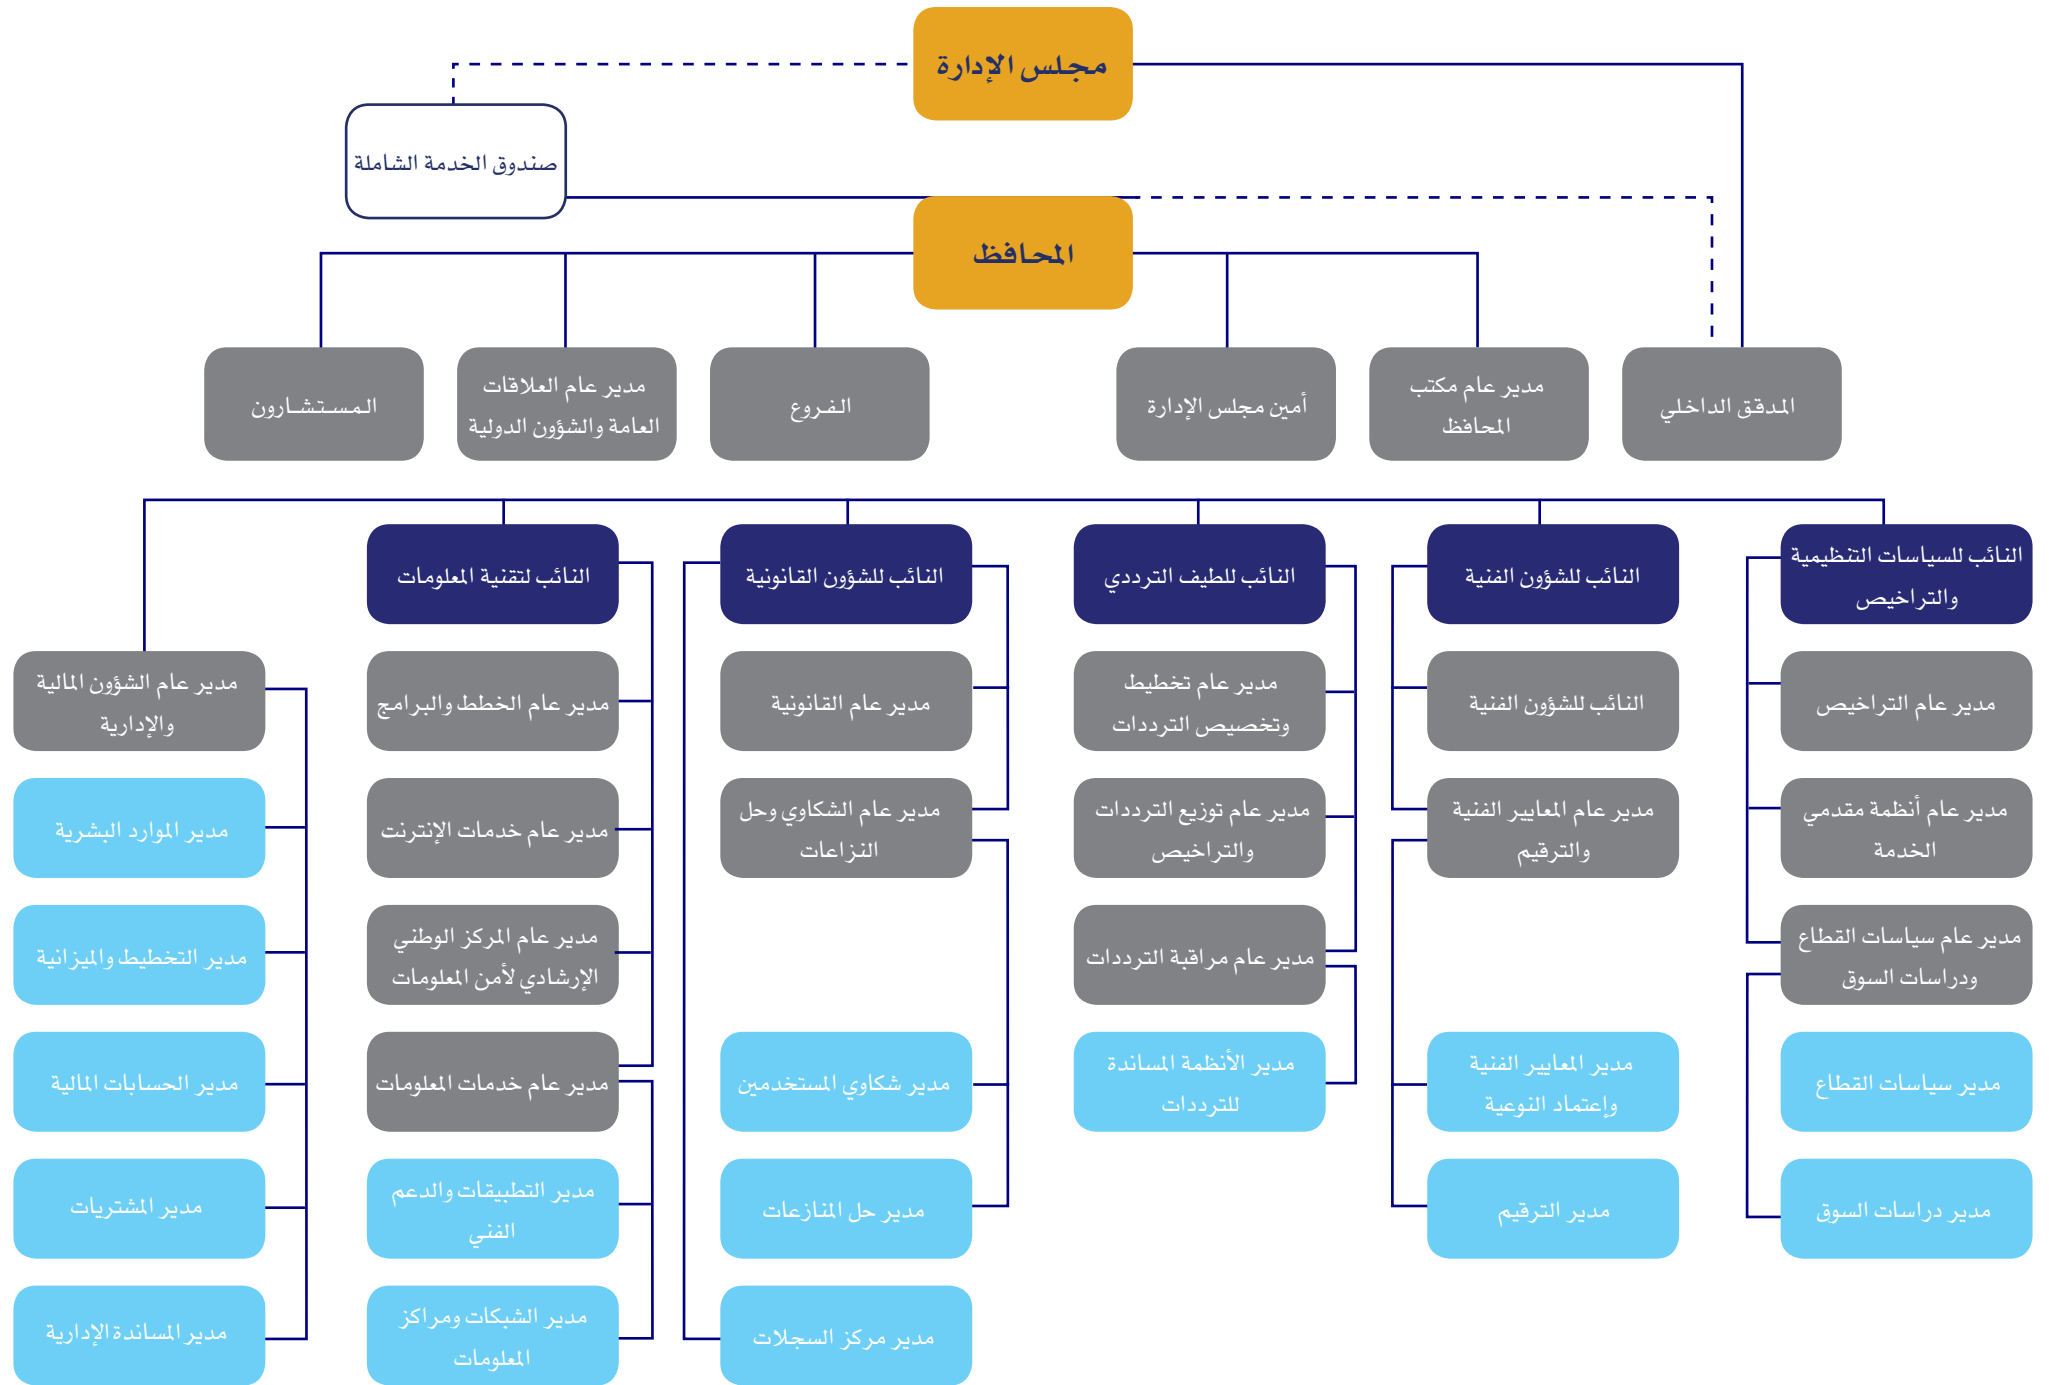 مجلس الإدارة
صندوق الخدمة الشاملة
المحافظ
المدقق الداخلي
مدير عام مكتب
المحافظ
أمين مجلس الإدارة
الفروع
مدير عام العلاقات
العامة والشؤون الدولية
المستشارون
النائب للسياسات التنظيمية
والتراخيص
مدير عام التراخيص
مدير عام أنظمة مقدمي
الخدمة
مدير عام سياسات القطاع
ودراسات السوق
مدير سياسات القطاع
مدير دراسات السوق
النائب للشؤون الفنية
النائب للشؤون الفنية
مدير عام المعايير الفنية
والترقيم
مدير المعايير الفنية
وإعتماد النوعية
مدير الترقيم
النائب للطيف الترددي
مدير عام تخطيط
وتخصيص الترددات
مدير عام توزيع الترددات
والتراخيص
مدير عام مراقبة الترددات
مدير الأنظمة المساندة
للترددات
النائب للشؤون القانونية
مدير عام القانونية
مدير عام الشكاوي وحل
النزاعات
مدير شكاوي المستخدمين
مدير حل المنازعات
مدير مركز السجلات
النائب لتقنية المعلومات
مدير عام الخطط والبرامج
مدير عام خدمات الإنترنت
مدير عام المركز الوطني
الإرشادي لأمن المعلومات
مدير عام خدمات المعلومات
مدير التطبيقات والدعم
الفني
مدير الشبكات ومراكز
المعلومات
مدير عام الشؤون المالية
والإدارية
مدير الموارد البشرية
مدير التخطيط والميزانية
مدير الحسابات المالية
مدير المشتريات
مدير المساندة الإدارية